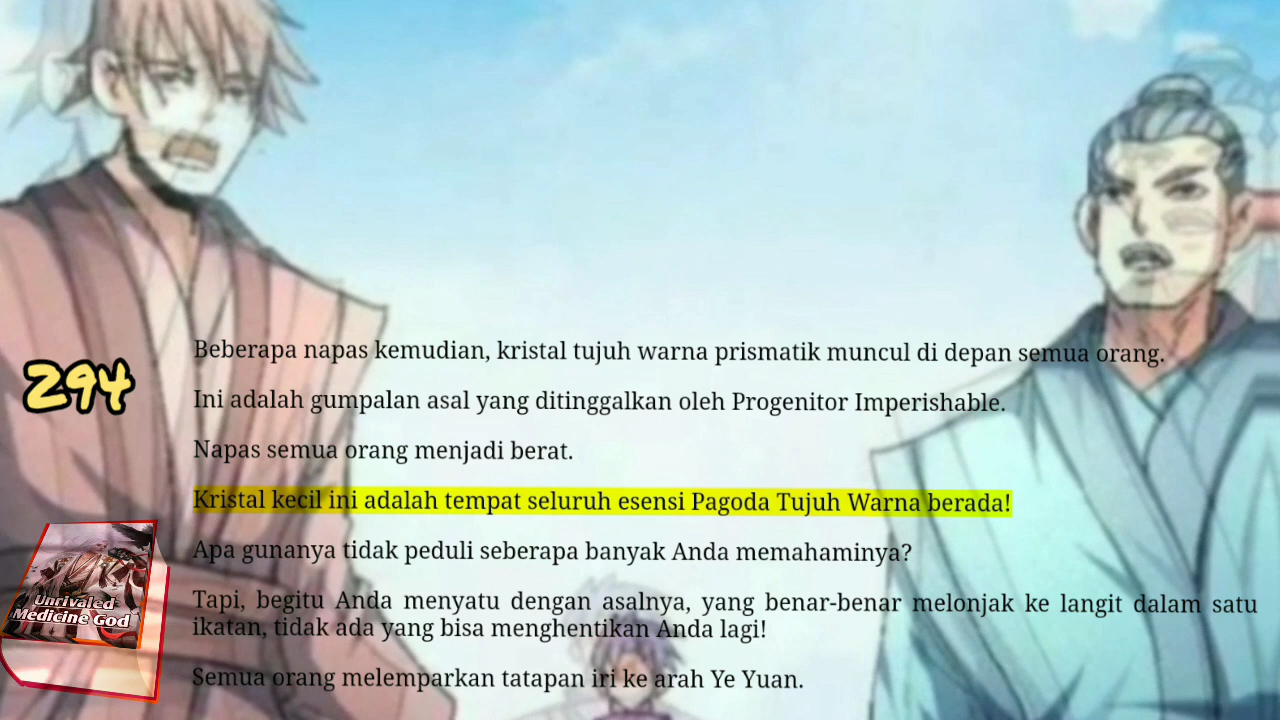 Beberapa napas kemudian, kristal tujuh warna prismatik muncul di depan semua orang.
294
Ini adalah gumpalan asal yang ditinggalkan oleh Progenitor Imperishable.
Napas semua orang menjadi berat.
Kristal kecil ini adalah tempat seluruh esensi Pagoda Tujuh Warna berada!
Apa gunanya tidak peduli seberapa banyak Anda memahaminya?
Tapi, begitu Anda menyatu dengan asalnya, yang benar-benar melonjak ke langit dalam satu
ikatan, tidak ada yang bisa menghentikan Anda lagi!
Semua orang melemparkan tatapan iri ke arah Ye Yuan.
Unrivaled
Medicine God